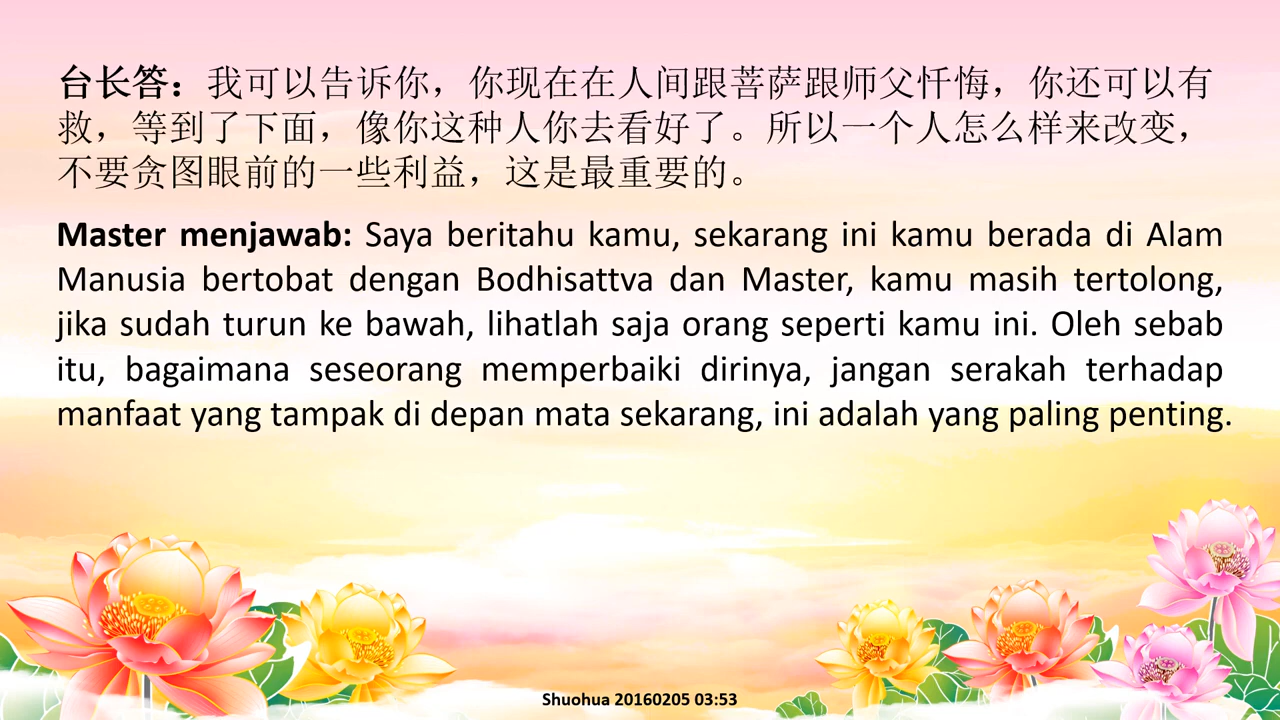 台长答：我可以告诉你，你现在在人间跟菩萨跟师父忏悔，你还可以有
救，等到了下面，像你这种人你去看好了。所以一个人怎么样来改变，
不要贪图眼前的一些利益，这是最重要的。
Master menjawab: Saya beritahu kamu, sekarang ini kamu berada di Alam
Manusia bertobat dengan Bodhisattva dan Master, kamu masih tertolong,
jika sudah turun ke bawah, lihatlah saja orang seperti kamu ini. Oleh sebab
itu, bagaimana seseorang memperbaiki dirinya, jangan serakah terhadap
manfaat yang tampak di depan mata sekarang, ini adalah yang paling penting.
Shuohua 20160205 03:53